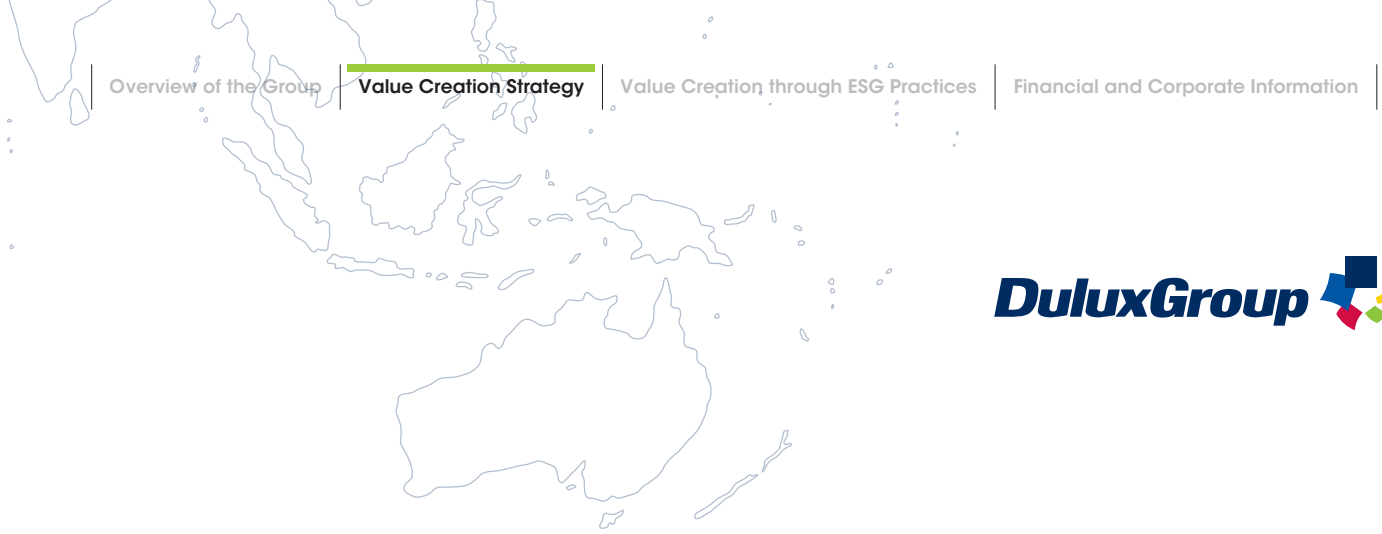 Overview of the Group
Value Creation Strategy
Value Creation through ESG Practices
Financial and Corporate Information
DuluxGroup